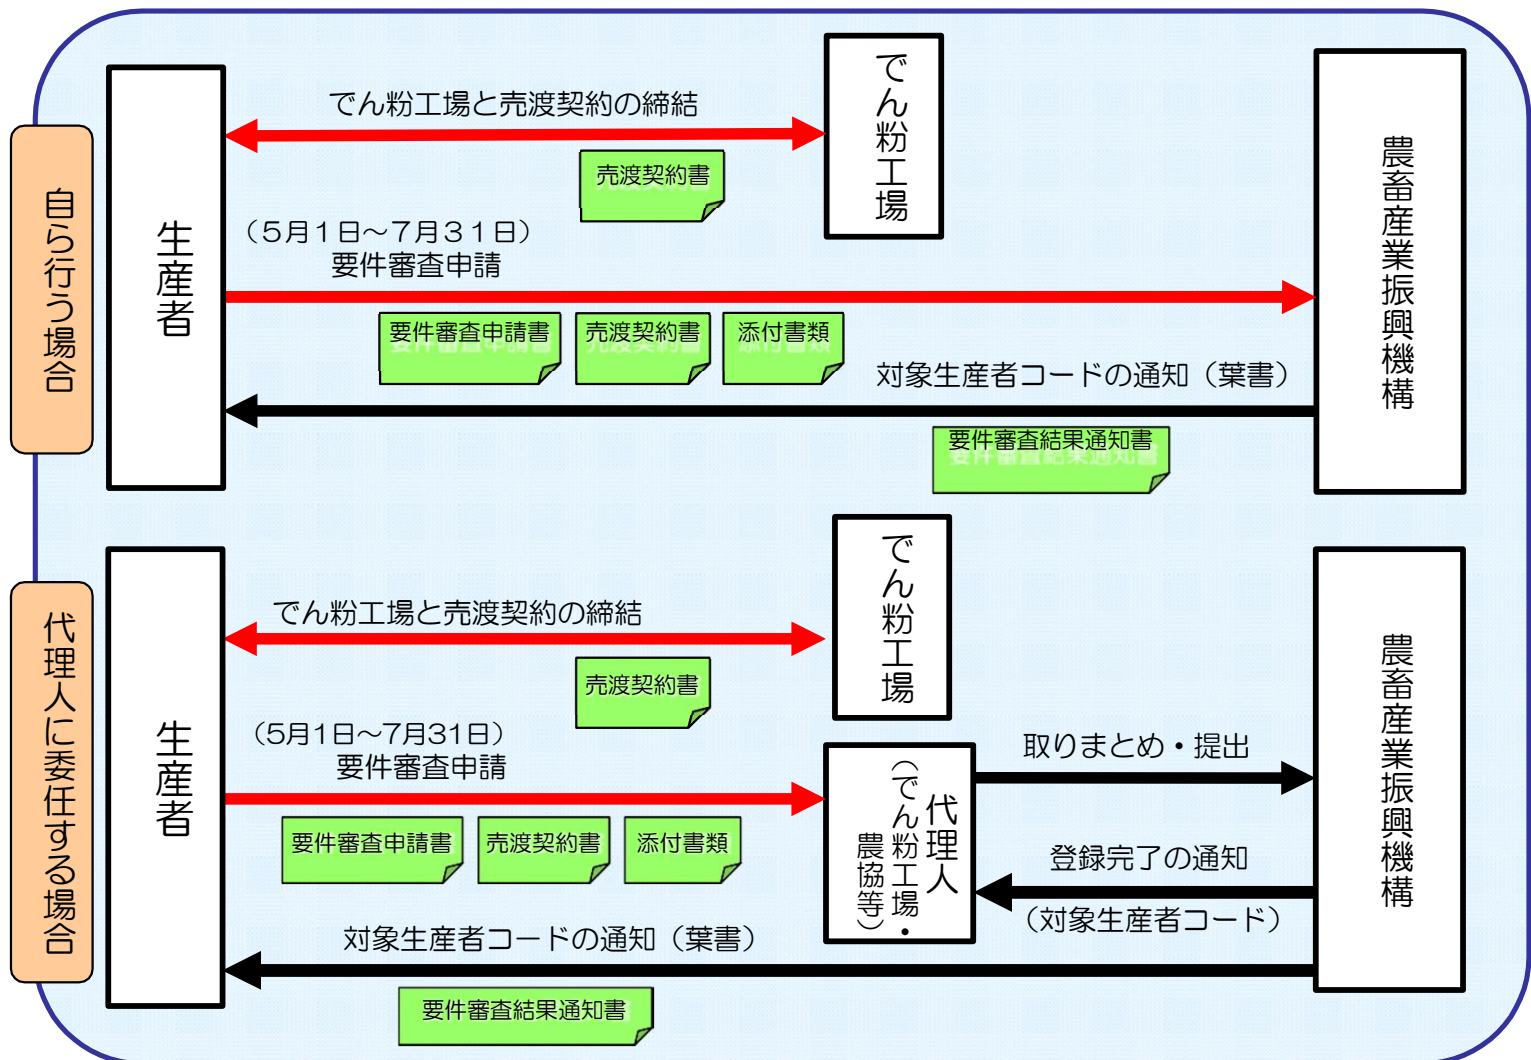 自ら行う場合
生産者
でん粉工場と売渡契約の締結
売渡契約書
でん粉工場
農畜産業振興機構
（５月１日～７月３１日）
要件審査申請
要件審査申請書
売渡契約書
添付書類
対象生産者コードの通知（葉書）
要件審査結果通知書
代理人に委任する場合
生産者
でん粉工場と売渡契約の締結
売渡契約書
でん粉工場
農畜産業振興機構
（5月1日～7月31日）
要件審査申請
要件審査申請書
売渡契約書
添付書類
代理人
（でん粉工場・
農協等）
取りまとめ・提出
登録完了の通知
（対象生産者コード）
対象生産者コードの通知（葉書）
要件審査結果通知書